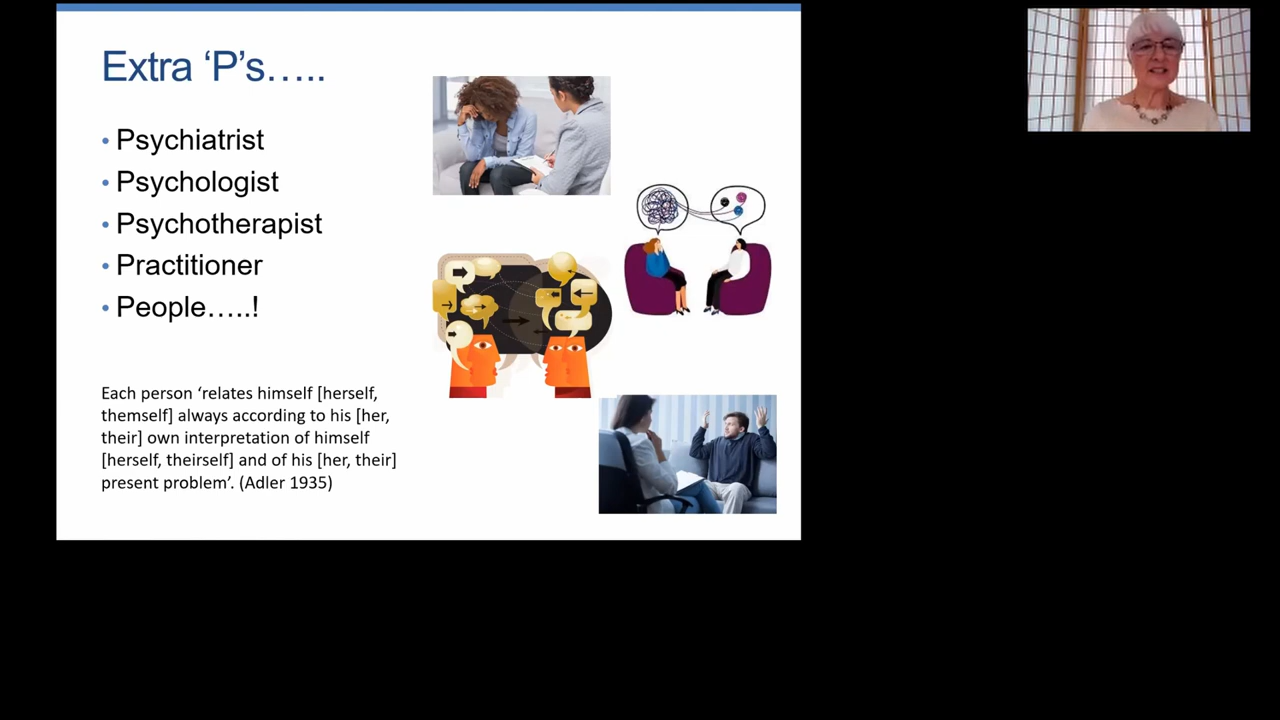 Extra ‘P’s…..
• Psychiatrist
• Psychologist
• Psychotherapist
• Practitioner
• People…..!
Each person ‘relates himself [herself,
themself] always according to his [her,
their] own interpretation of himself
[herself, theirself] and of his [her, their]
present problem’. (Adler 1935)